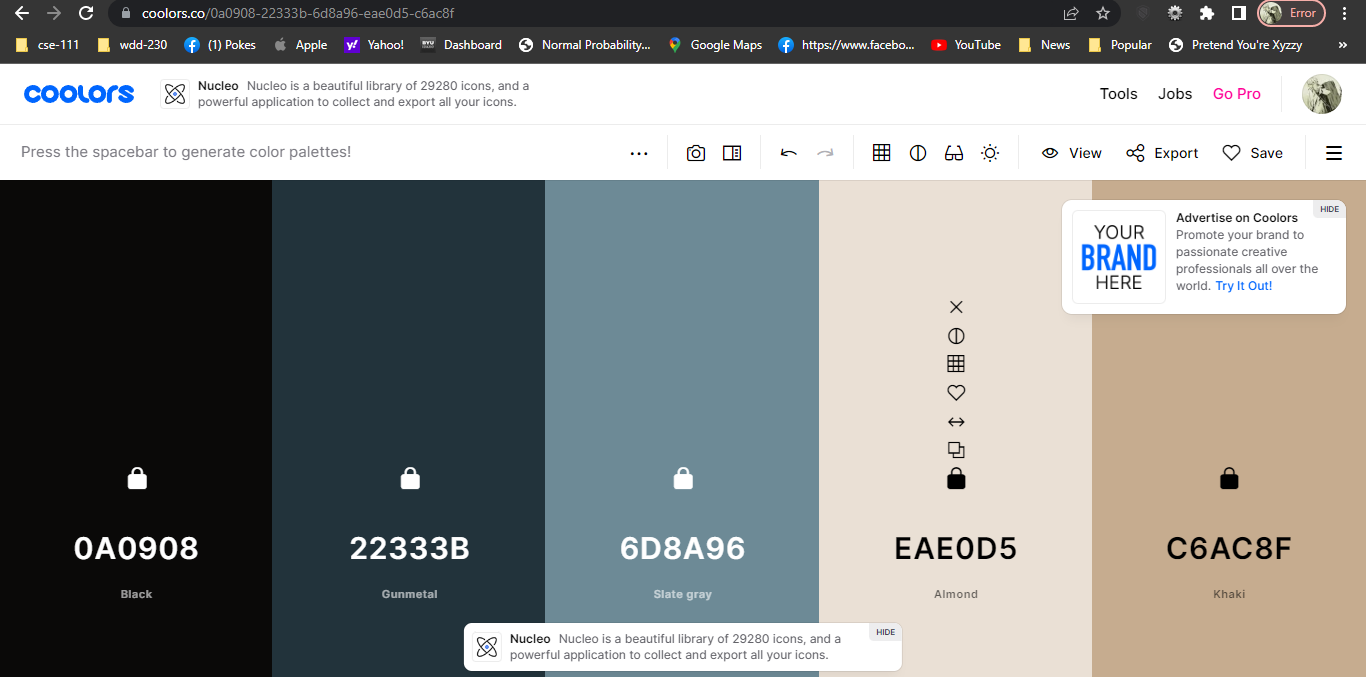 coolors.co/0a0908-22333b-6d8a96-eae0d5-c6ac8f
Error
cse-111
wdd-230
(1) Pokes
Apple
Yahoo!
Dashboard
Normal Probability...
Google Maps
https://www.facebo...
YouTube
News
Popular
Pretend You're Xyzzy
»
coolors
Nucleo Nucleo is a beautiful library of 29280 icons, and a
powerful application to collect and export all your icons.
Tools
Jobs
Go Pro
Press the spacebar to generate color palettes!
View
Export
Save
HIDE
YOUR
BRAND
HERE
Advertise on Coolors
Promote your brand to
passionate creative
professionals all over the
world. Try It Out!
0A0908
Black
22333B
Gunmetal
6D8A96
Slate gray
EAE0D5
Almond
C6AC8F
Khaki
HIDE
Nucleo Nucleo is a beautiful library of 29280 icons, and a
powerful application to collect and export all your icons.